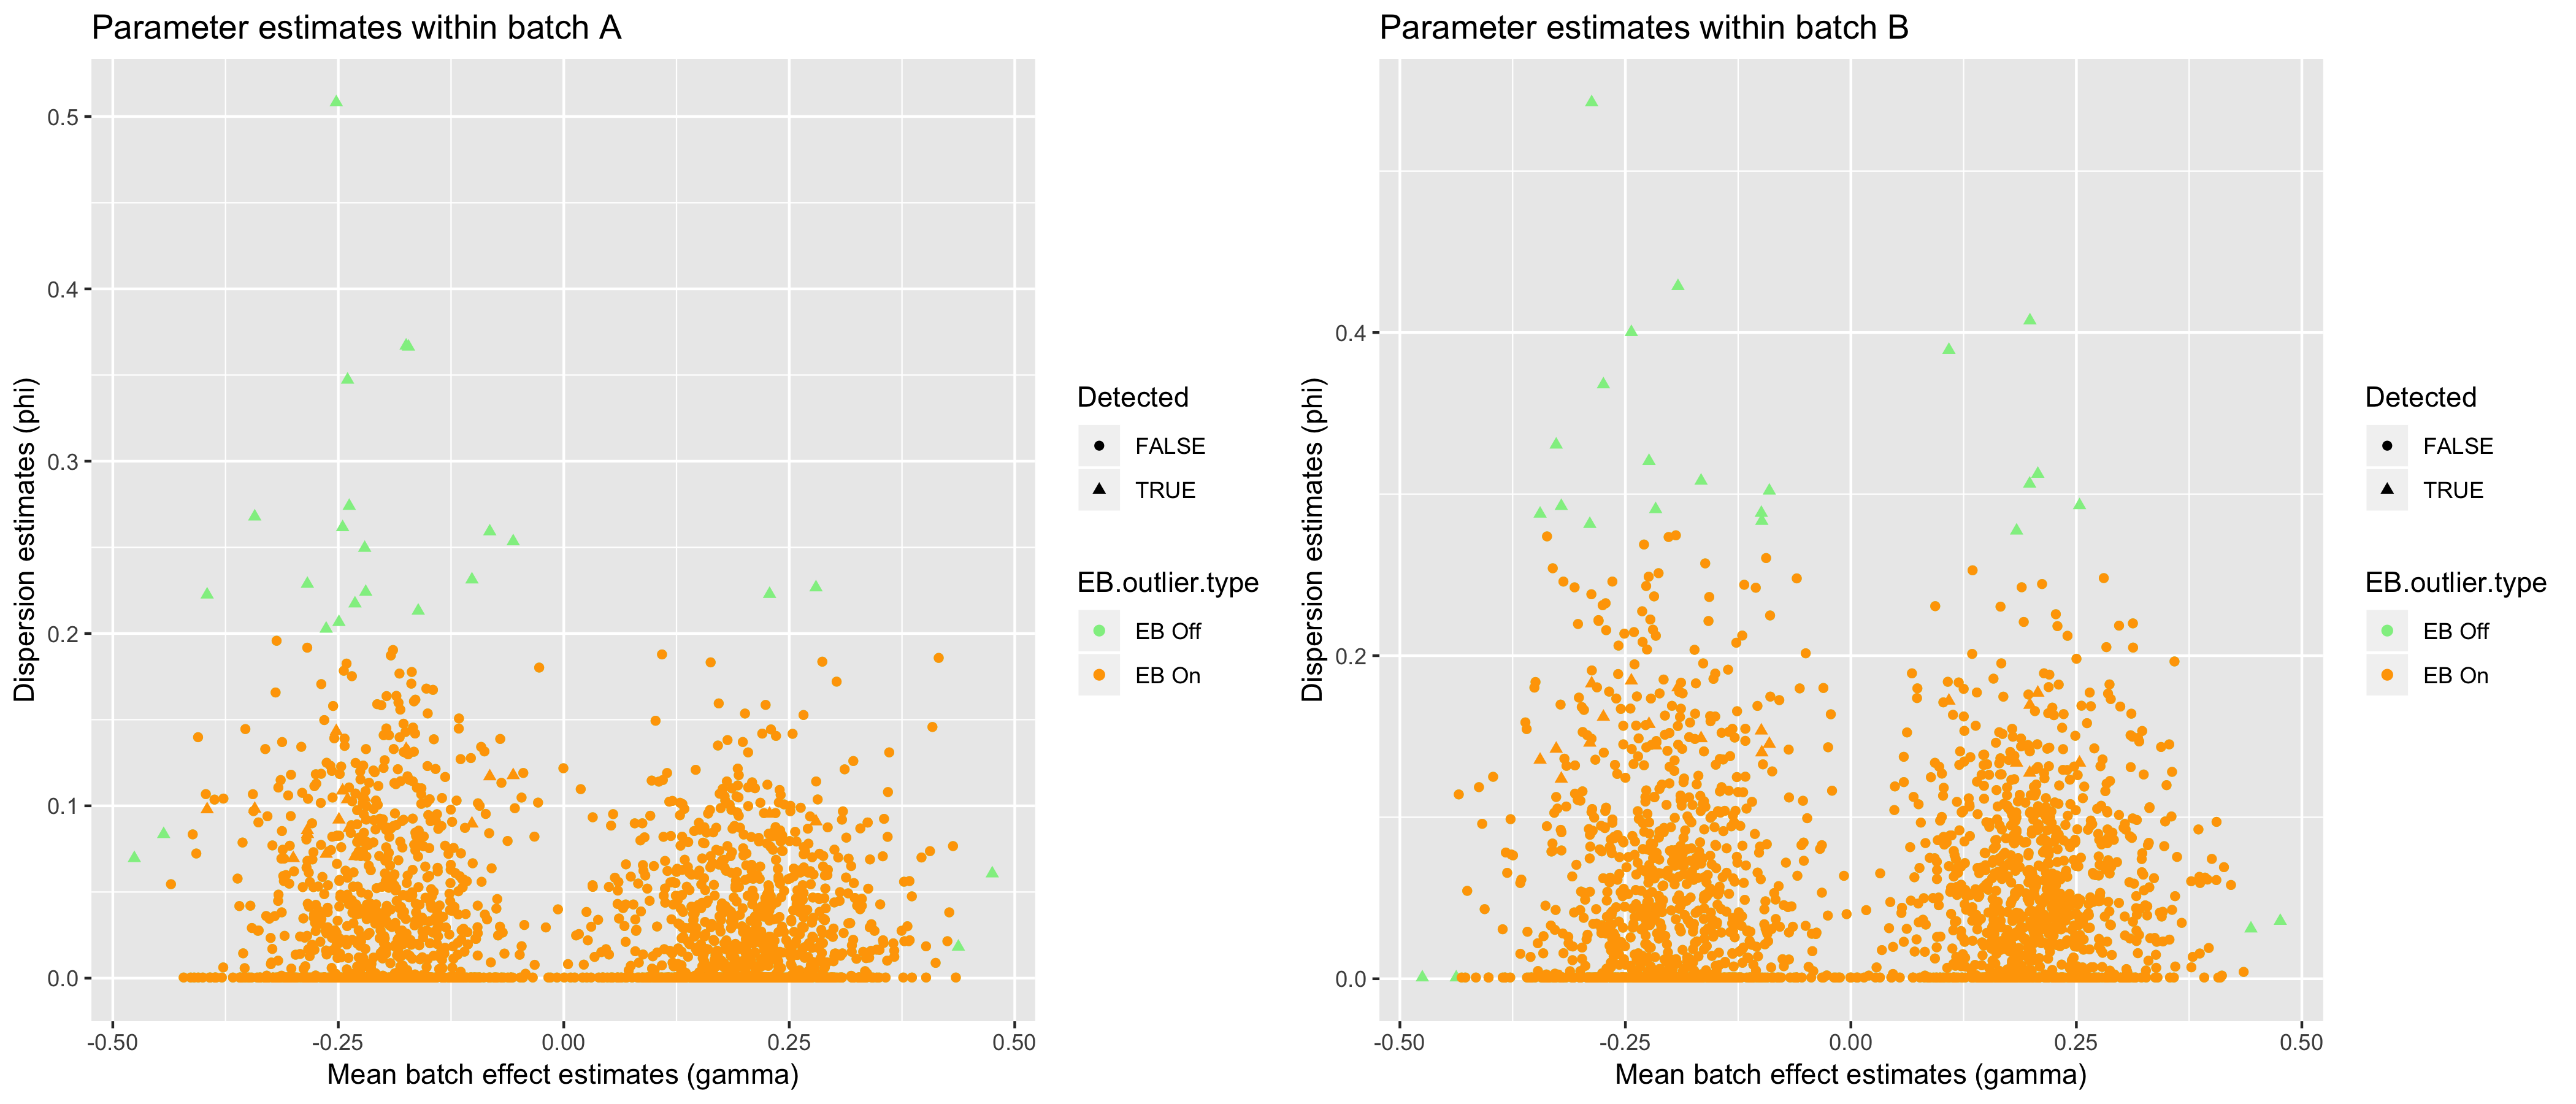 Parameter estimates within batch A
Dispersion estimates (phi)
0.5
0.4
0.3
0.2
0.1
0.0
-0.50 -0.25 0.00 0.25 0.50
Mean batch effect estimates (gamma)
Detected
FALSE
TRUE
EB.outlier.type
EB Off
EB On
Parameter estimates within batch B
Dispersion estimates (phi)
0.4
0.2
0.0
-0.50 -0.25 0.00 0.25 0.50
Mean batch effect estimates (gamma)
Detected
FALSE
TRUE
EB.outlier.type
EB Off
EB On